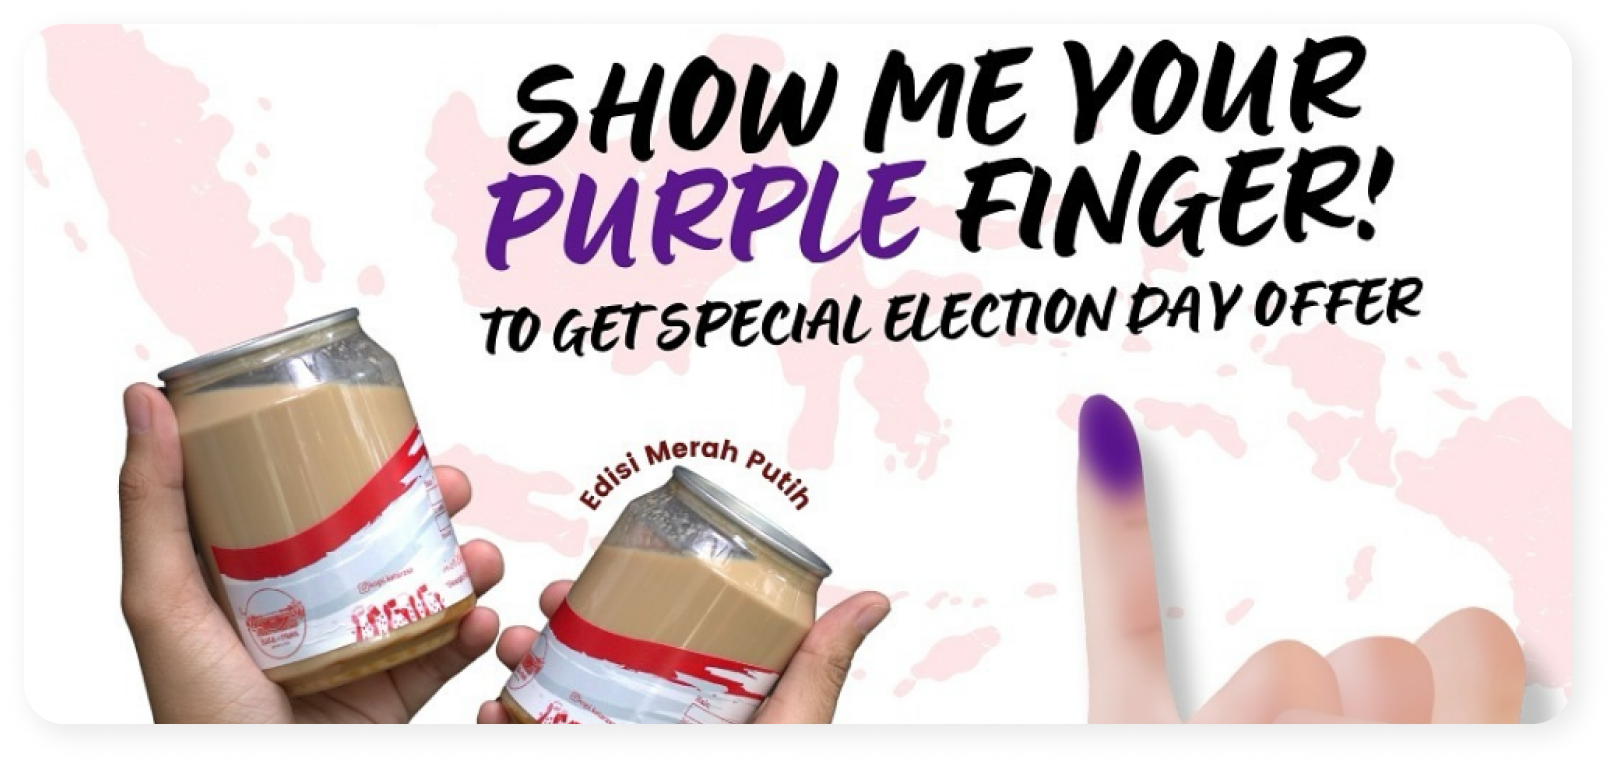 SHOW ME YOUR
PURPLE FINGER!
TO GET SPECIAL ELECTION DAY OFFER
Edisi Merah Putih